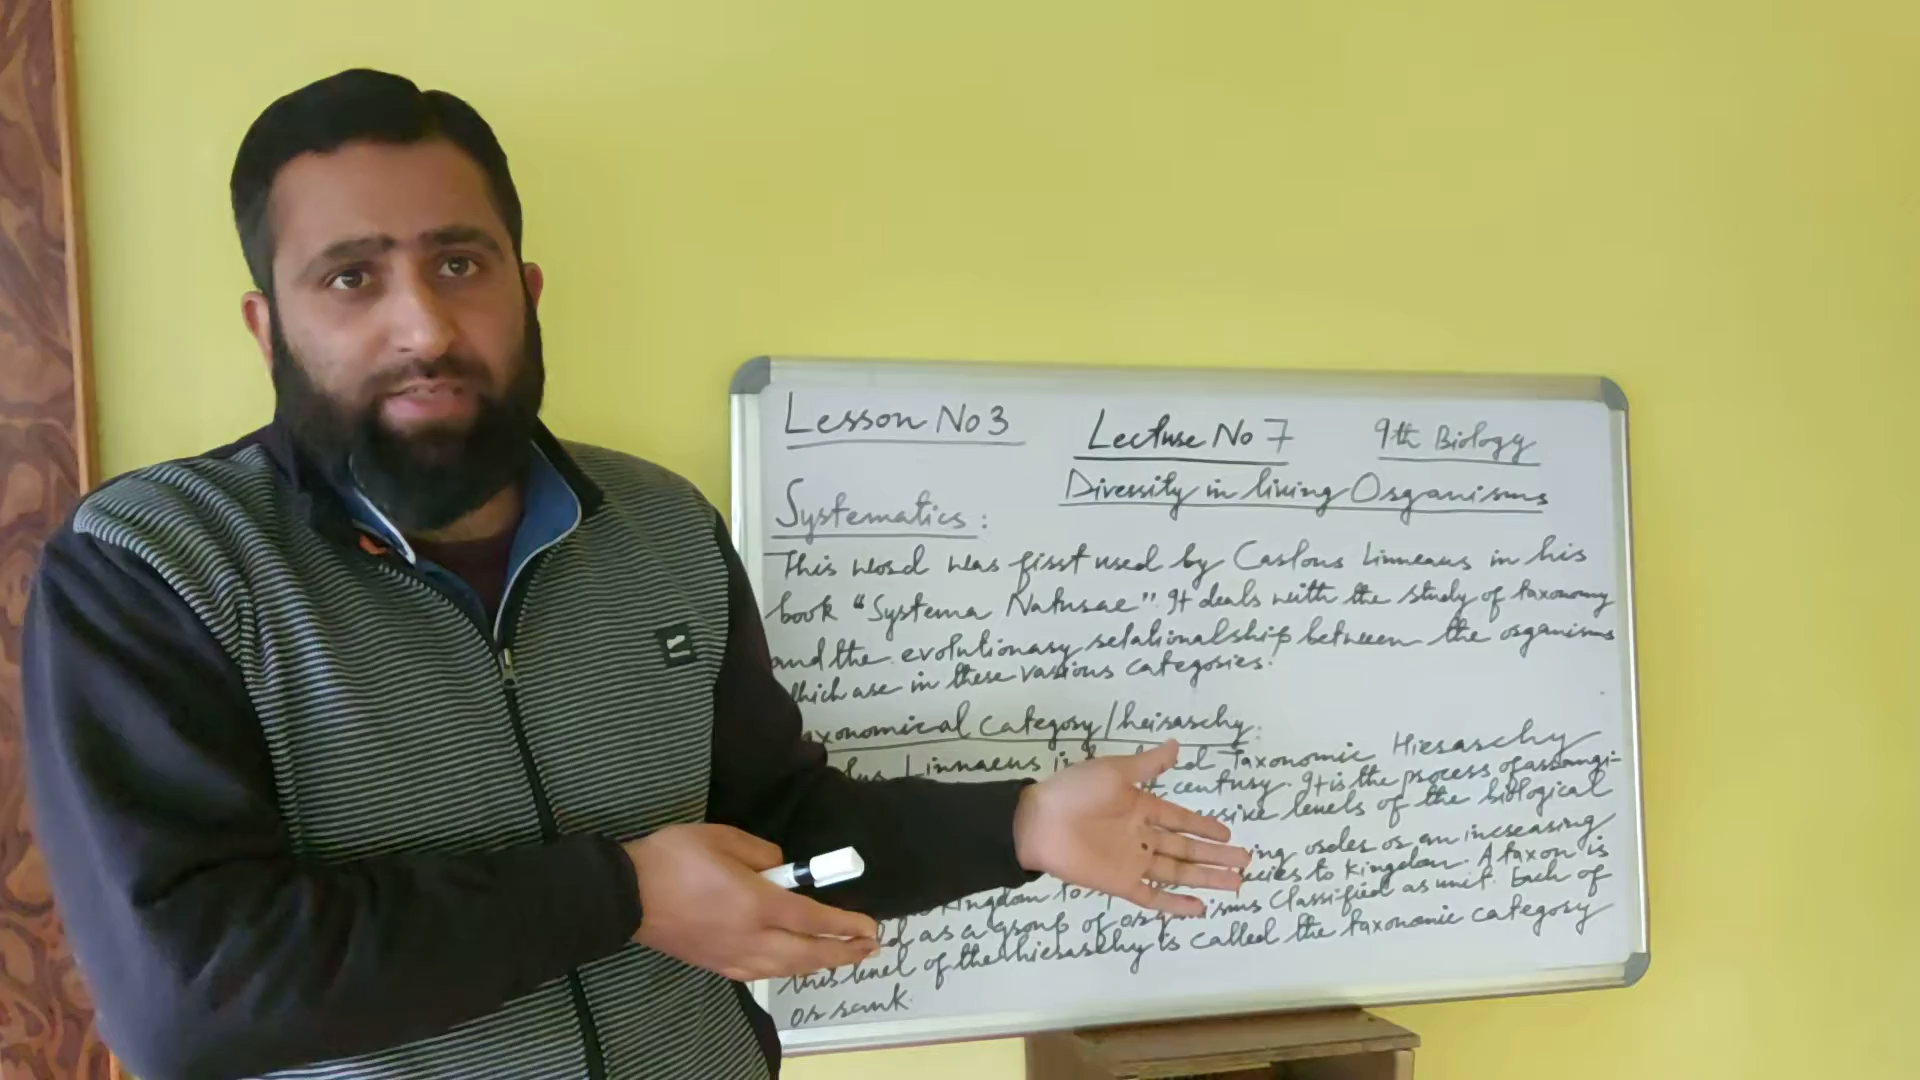 Lesson No 3
Lecture No 7
9th Biology
Diversity in living Organisms
Systematics:
This word was first used by Carlous Linneaus in his
book "Systema Naturae". It deals with the study of taxonomy
and the evolutionary relationalship between the organisms
which are in these various categories.
Taxonomical Category/heirarchy:
Linnaeus Taxonomic Hierarchy
century. It is the process of arrangi-
levels of the biological
order or an increasing
Kingdom to species to kingdom. A taxon is
as a group of organisms classified as unit. Each of
this level of the hierarchy is called the taxonomic category
or rank.